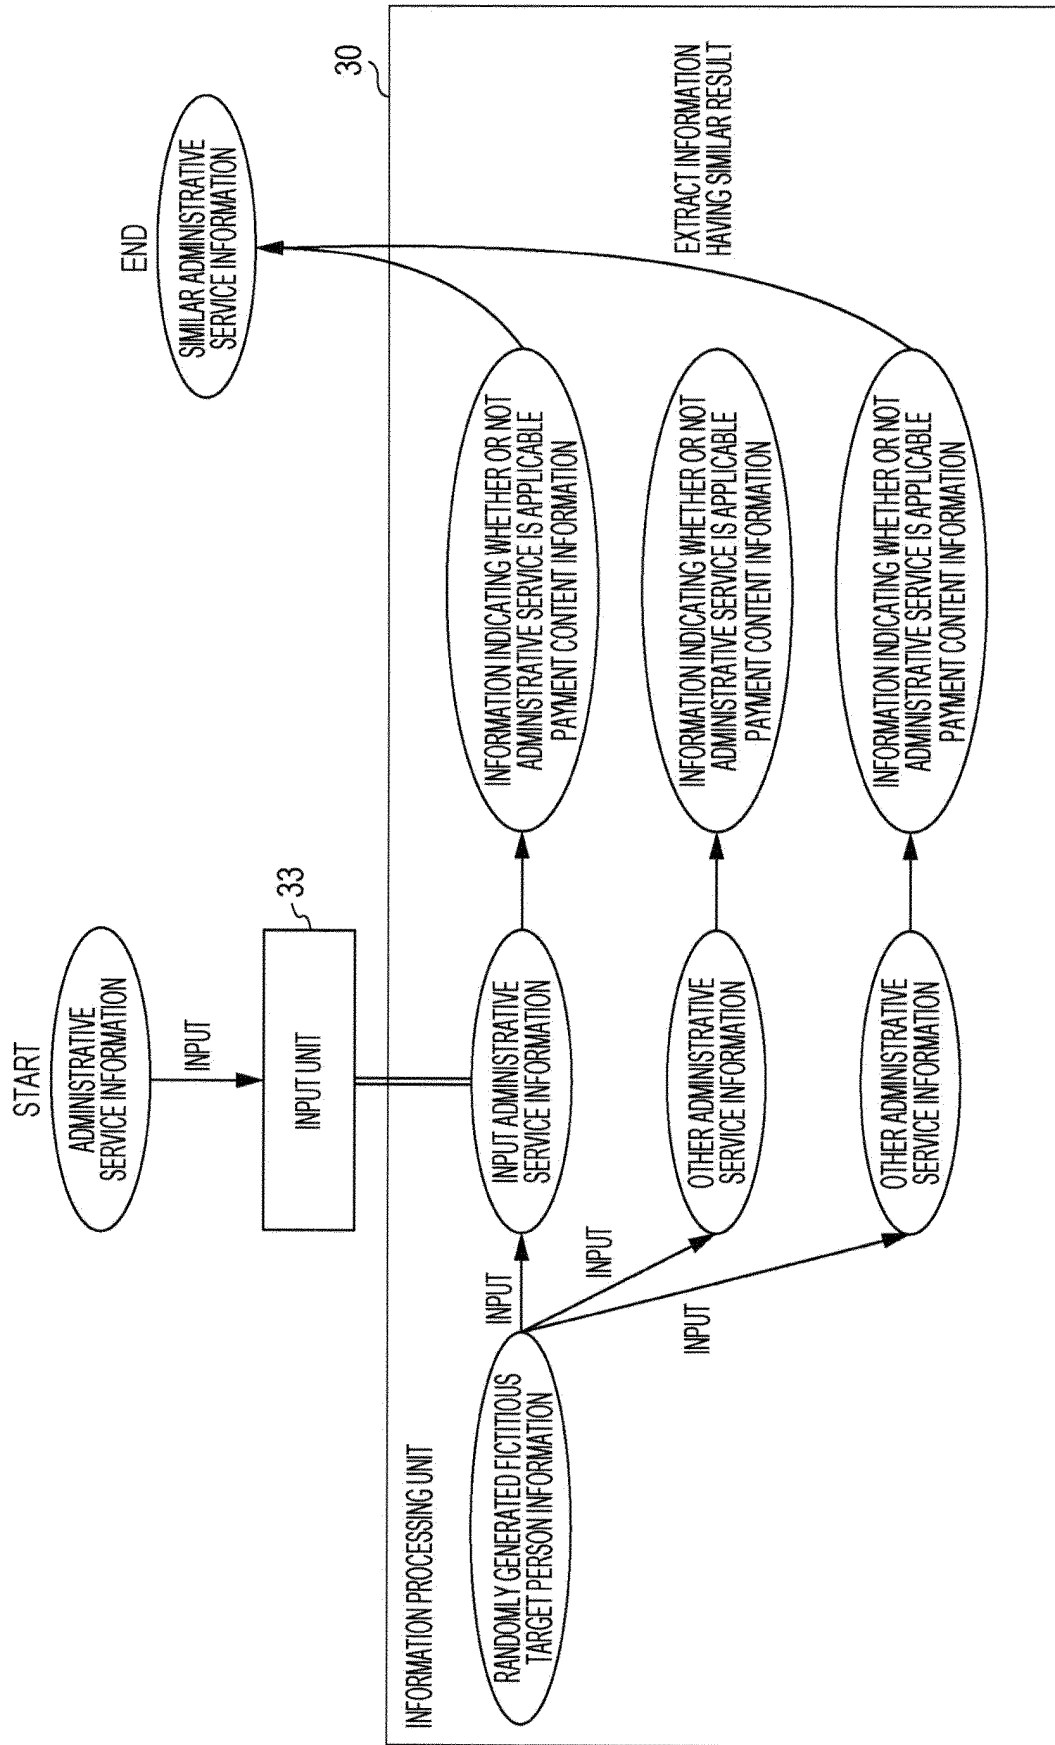 START
ADMINISTRATIVE
SERVICE INFORMATION
INPUT
33
INPUT UNIT
END
SIMILAR ADMINISTRATIVE
SERVICE INFORMATION
30
INFORMATION PROCESSING UNIT
RANDOMLY GENERATED FICTITIOUS
TARGET PERSON INFORMATION
INPUT
INPUT
INPUT
INPUT ADMINISTRATIVE
SERVICE INFORMATION
INFORMATION INDICATING WHETHER OR NOT
ADMINISTRATIVE SERVICE IS APPLICABLE
PAYMENT CONTENT INFORMATION
OTHER ADMINISTRATIVE
SERVICE INFORMATION
INFORMATION INDICATING WHETHER OR NOT
ADMINISTRATIVE SERVICE IS APPLICABLE
PAYMENT CONTENT INFORMATION
OTHER ADMINISTRATIVE
SERVICE INFORMATION
INFORMATION INDICATING WHETHER OR NOT
ADMINISTRATIVE SERVICE IS APPLICABLE
PAYMENT CONTENT INFORMATION
EXTRACT INFORMATION
HAVING SIMILAR RESULT